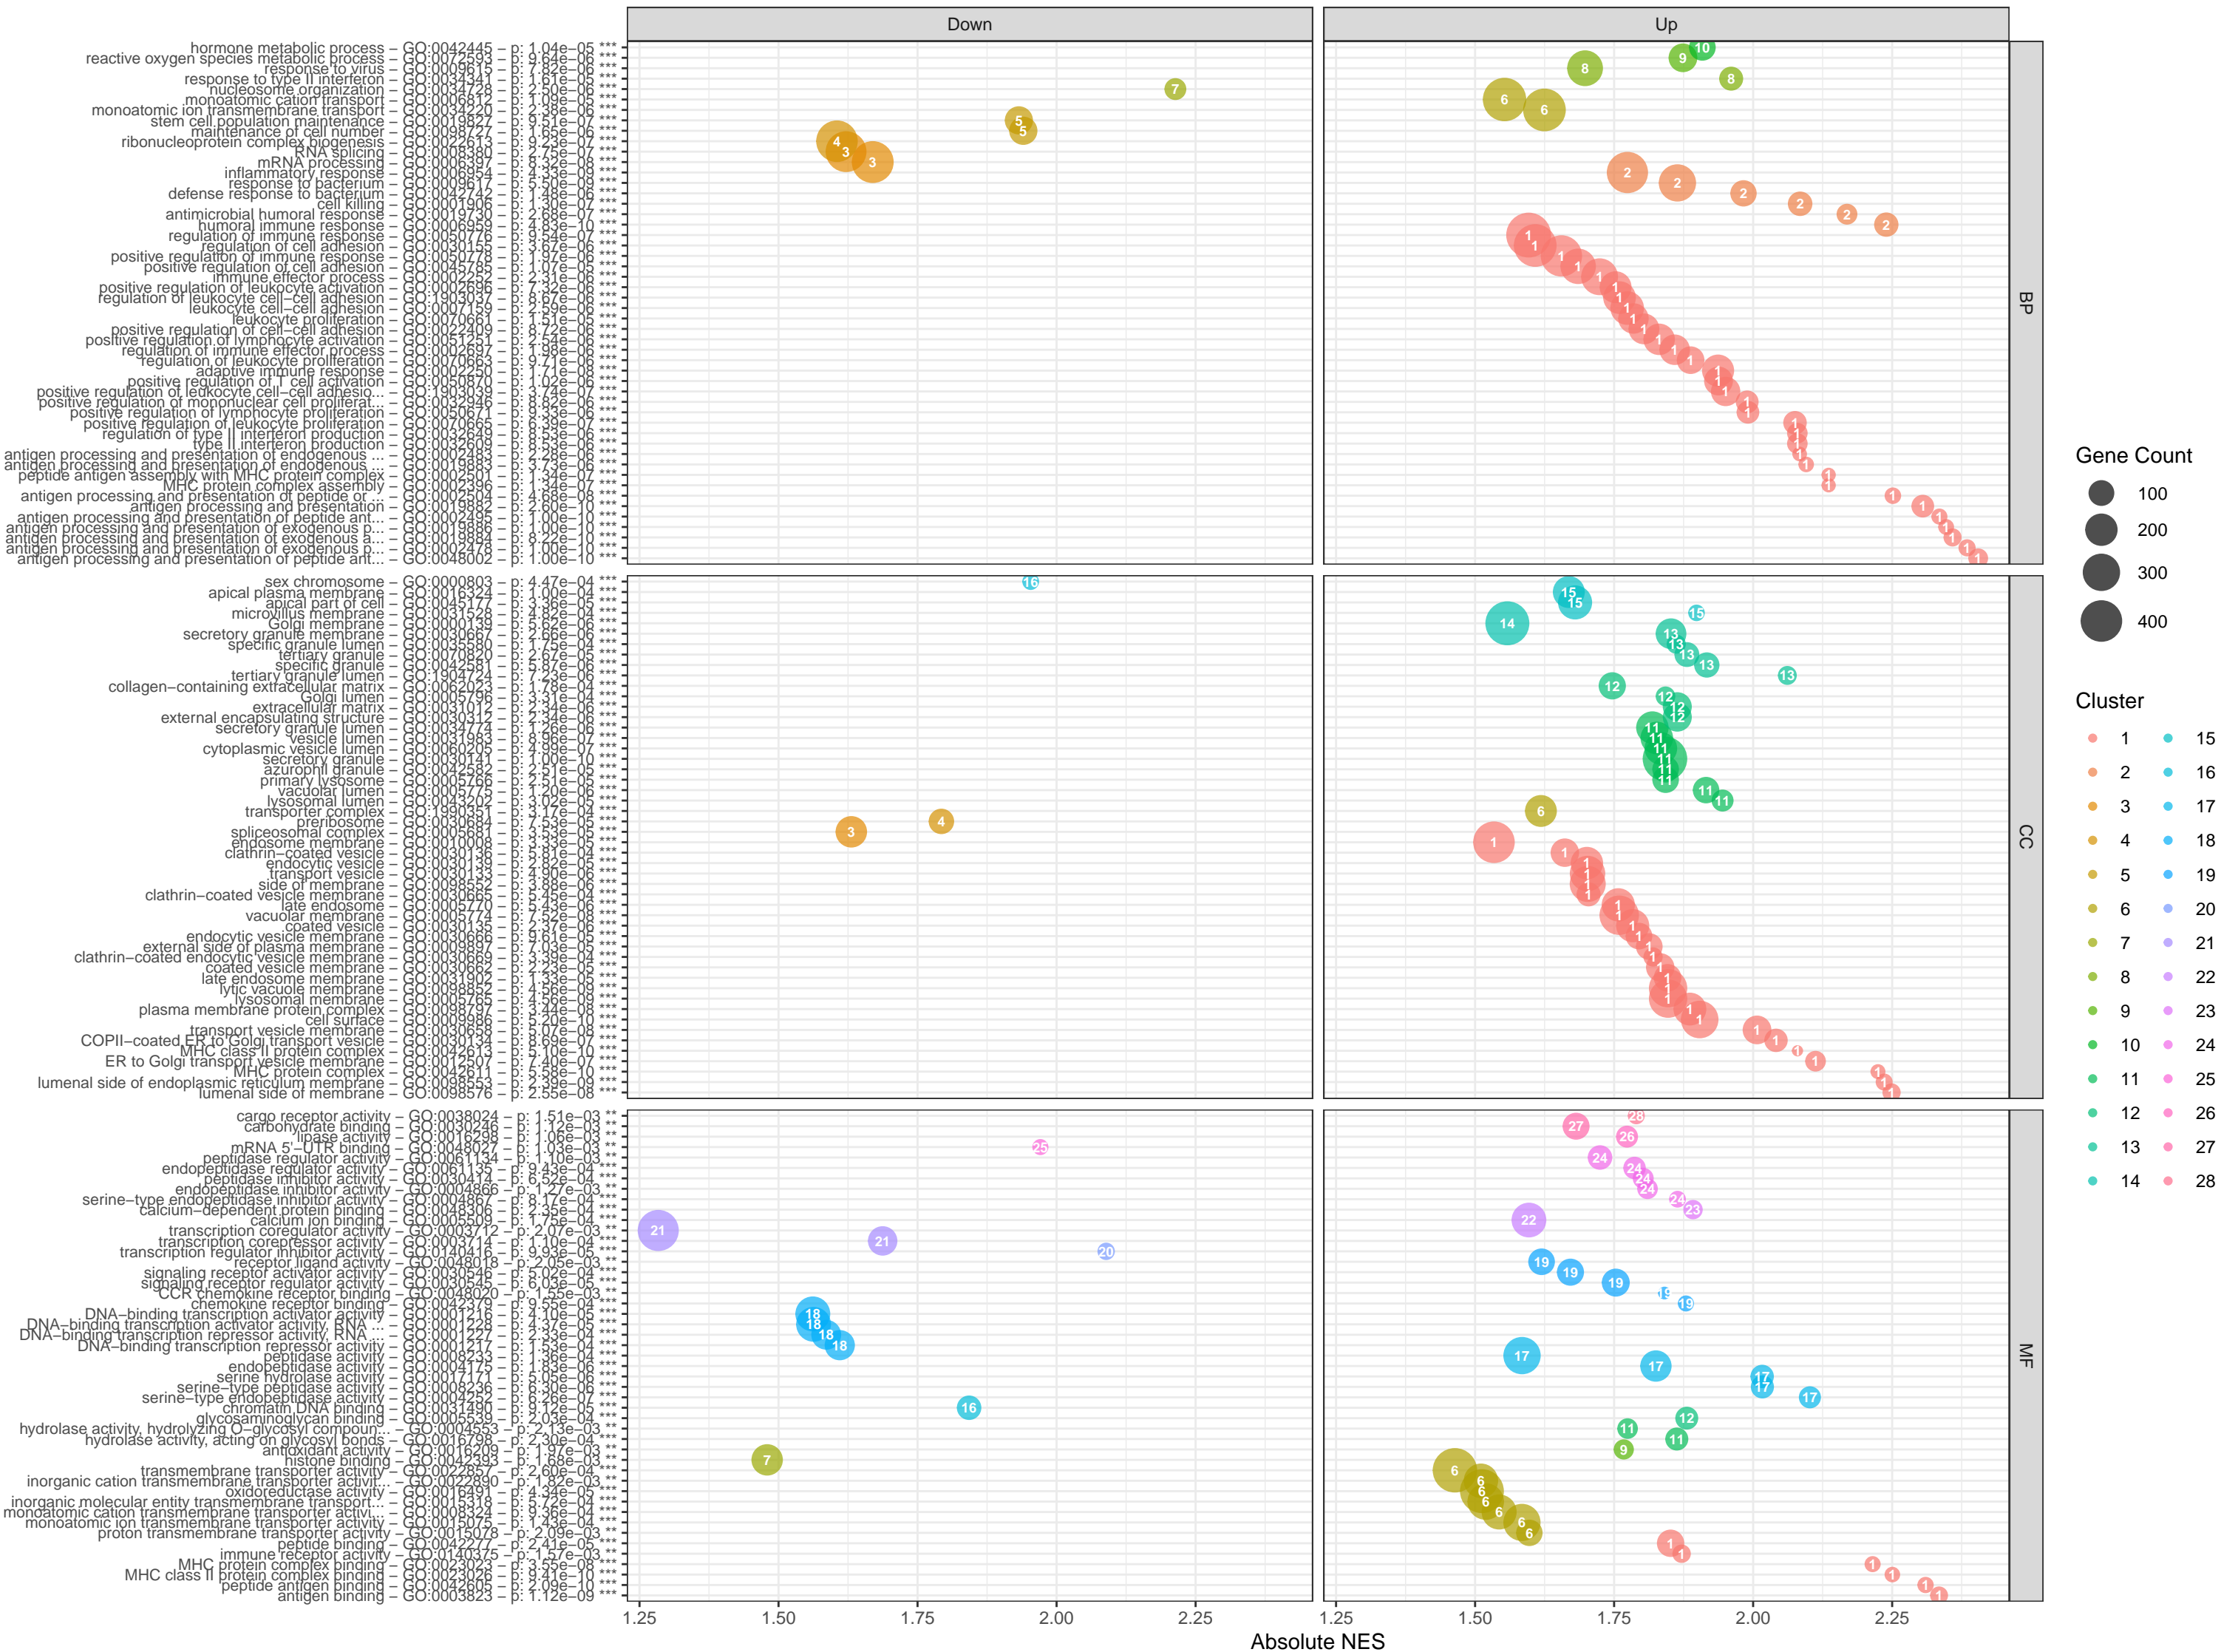 Down
Up
hormone metabolic process – GO:0042445 – p: 1.04e–05 ***
reactive oxygen species metabolic process – GO:0072593 – p: 9.64e–06 ***
response to virus – GO:0009615 – p: 7.82e–06 ***
response to type II interferon – GO:0034341 – p: 1.61e–05 ***
nucleosome organization – GO:0034728 – p: 2.50e–06 ***
monoatomic cation transport – GO:0006812 – p: 1.09e–05 ***
monoatomic ion transmembrane transport – GO:0034220 – p: 2.38e–06 ***
stem cell population maintenance – GO:0019827 – p: 9.51e–07 ***
maintenance of cell number – GO:0098727 – p: 1.65e–06 ***
ribonucleoprotein complex biogenesis – GO:0022613 – p: 9.23e–07 ***
RNA splicing – GO:0008380 – p: 2.75e–07 ***
mRNA processing – GO:0006397 – p: 8.32e–08 ***
inflammatory response – GO:0006954 – p: 4.33e–09 ***
response to bacterium – GO:0009617 – p: 5.50e–09 ***
defense response to bacterium – GO:0042742 – p: 1.48e–06 ***
cell killing – GO:0001906 – p: 1.30e–07 ***
antimicrobial humoral response – GO:0019730 – p: 2.68e–07 ***
humoral immune response – GO:0006959 – p: 4.83e–10 ***
regulation of immune response – GO:0050776 – p: 9.54e–07 ***
regulation of cell adhesion – GO:0030155 – p: 3.67e–06 ***
positive regulation of immune response – GO:0050778 – p: 1.97e–06 ***
positive regulation of cell adhesion – GO:0045785 – p: 1.07e–05 ***
immune effector process – GO:0002252 – p: 2.31e–06 ***
positive regulation of leukocyte activation – GO:0002696 – p: 7.32e–06 ***
regulation of leukocyte cell–cell adhesion – GO:1903037 – p: 8.67e–06 ***
leukocyte cell–cell adhesion – GO:0007159 – p: 2.59e–06 ***
leukocyte proliferation – GO:0070661 – p: 1.51e–05 ***
positive regulation of cell–cell adhesion – GO:0022409 – p: 8.72e–06 ***
positive regulation of lymphocyte activation – GO:0051251 – p: 2.54e–06 ***
regulation of immune effector process – GO:0002697 – p: 1.98e–06 ***
regulation of leukocyte proliferation – GO:0070663 – p: 9.71e–06 ***
adaptive immune response – GO:0002250 – p: 1.71e–08 ***
positive regulation of T cell activation – GO:0050870 – p: 1.02e–06 ***
positive regulation of leukocyte cell–cell adhesio... – GO:1903039 – p: 3.74e–07 ***
positive regulation of mononuclear cell proliferat... – GO:0032946 – p: 8.82e–06 ***
positive regulation of lymphocyte proliferation – GO:0050671 – p: 9.33e–06 ***
positive regulation of leukocyte proliferation – GO:0070665 – p: 6.39e–07 ***
regulation of type II interferon production – GO:0032649 – p: 8.53e–06 ***
type II interferon production – GO:0032609 – p: 8.53e–06 ***
antigen processing and presentation of endogenous ... – GO:0002483 – p: 2.28e–06 ***
antigen processing and presentation of endogenous ... – GO:0019883 – p: 3.73e–06 ***
peptide antigen assembly with MHC protein complex – GO:0002501 – p: 1.34e–07 ***
MHC protein complex assembly – GO:0002396 – p: 1.34e–07 ***
antigen processing and presentation of peptide or ... – GO:0002504 – p: 4.68e–08 ***
antigen processing and presentation – GO:0019882 – p: 2.60e–10 ***
antigen processing and presentation of peptide ant... – GO:0002495 – p: 1.00e–10 ***
antigen processing and presentation of exogenous p... – GO:0019886 – p: 1.00e–10 ***
antigen processing and presentation of exogenous a... – GO:0019884 – p: 8.22e–10 ***
antigen processing and presentation of exogenous p... – GO:0002478 – p: 1.00e–10 ***
antigen processing and presentation of peptide ant... – GO:0048002 – p: 1.00e–10 ***
BP
sex chromosome – GO:0000803 – p: 4.47e–04 ***
apical plasma membrane – GO:0016324 – p: 1.00e–04 ***
apical part of cell – GO:0045177 – p: 3.36e–05 ***
microvillus membrane – GO:0031528 – p: 4.82e–04 ***
Golgi membrane – GO:0000139 – p: 5.62e–06 ***
secretory granule membrane – GO:0030667 – p: 2.66e–06 ***
specific granule lumen – GO:0035580 – p: 1.75e–04 ***
tertiary granule – GO:0070820 – p: 2.67e–05 ***
specific granule – GO:0042581 – p: 5.87e–06 ***
tertiary granule lumen – GO:1904724 – p: 7.23e–06 ***
collagen–containing extracellular matrix – GO:0062023 – p: 1.78e–04 ***
Golgi lumen – GO:0005796 – p: 3.31e–04 ***
extracellular matrix – GO:0031012 – p: 2.34e–06 ***
external encapsulating structure – GO:0030312 – p: 2.34e–06 ***
secretory granule lumen – GO:0034774 – p: 1.26e–06 ***
vesicle lumen – GO:0031983 – p: 8.96e–07 ***
cytoplasmic vesicle lumen – GO:0060205 – p: 4.99e–07 ***
secretory granule – GO:0030141 – p: 1.00e–10 ***
azurophil granule – GO:0042582 – p: 2.51e–05 ***
primary lysosome – GO:0005766 – p: 2.51e–05 ***
vacuolar lumen – GO:0005775 – p: 1.20e–06 ***
lysosomal lumen – GO:0043202 – p: 3.02e–05 ***
transporter complex – GO:1990351 – p: 3.17e–04 ***
preribosome – GO:0030684 – p: 7.53e–05 ***
spliceosomal complex – GO:0005681 – p: 3.53e–05 ***
endosome membrane – GO:0010008 – p: 3.33e–05 ***
clathrin–coated vesicle – GO:0030136 – p: 5.81e–04 ***
endocytic vesicle – GO:0030139 – p: 2.82e–05 ***
transport vesicle – GO:0030133 – p: 4.90e–06 ***
side of membrane – GO:0098552 – p: 3.88e–06 ***
clathrin–coated vesicle membrane – GO:0030665 – p: 5.45e–04 ***
late endosome – GO:0005770 – p: 5.43e–06 ***
vacuolar membrane – GO:0005774 – p: 7.52e–08 ***
coated vesicle – GO:0030135 – p: 2.37e–06 ***
endocytic vesicle membrane – GO:0030666 – p: 9.61e–05 ***
external side of plasma membrane – GO:0009897 – p: 7.03e–05 ***
clathrin–coated endocytic vesicle membrane – GO:0030669 – p: 3.39e–04 ***
coated vesicle membrane – GO:0030662 – p: 2.23e–05 ***
late endosome membrane – GO:0031902 – p: 1.33e–05 ***
lytic vacuole membrane – GO:0098852 – p: 4.56e–09 ***
lysosomal membrane – GO:0005765 – p: 4.56e–09 ***
plasma membrane protein complex – GO:0098797 – p: 3.44e–08 ***
cell surface – GO:0009986 – p: 5.20e–10 ***
transport vesicle membrane – GO:0030658 – p: 5.07e–08 ***
COPII–coated ER to Golgi transport vesicle – GO:0030134 – p: 8.69e–07 ***
MHC class II protein complex – GO:0042613 – p: 5.10e–10 ***
ER to Golgi transport vesicle membrane – GO:0012507 – p: 7.40e–07 ***
MHC protein complex – GO:0042611 – p: 5.58e–10 ***
lumenal side of endoplasmic reticulum membrane – GO:0098553 – p: 2.39e–09 ***
lumenal side of membrane – GO:0098576 – p: 2.55e–08 ***
CC
cargo receptor activity – GO:0038024 – p: 1.51e–03 **
carbohydrate binding – GO:0030246 – p: 1.12e–03 **
lipase activity – GO:0016298 – p: 1.06e–03 **
mRNA 5'–UTR binding – GO:0048027 – p: 1.03e–03 **
peptidase regulator activity – GO:0061134 – p: 1.10e–03 **
endopeptidase regulator activity – GO:0061135 – p: 9.43e–04 ***
peptidase inhibitor activity – GO:0030414 – p: 6.52e–04 ***
endopeptidase inhibitor activity – GO:0004866 – p: 1.27e–03 **
serine–type endopeptidase inhibitor activity – GO:0004867 – p: 8.17e–04 ***
calcium–dependent protein binding – GO:0048306 – p: 2.35e–04 ***
calcium ion binding – GO:0005509 – p: 1.75e–04 ***
transcription coregulator activity – GO:0003712 – p: 2.07e–03 **
transcription corepressor activity – GO:0003714 – p: 1.10e–04 ***
transcription regulator inhibitor activity – GO:0140416 – p: 9.93e–05 ***
receptor ligand activity – GO:0048018 – p: 2.05e–03 **
signaling receptor activator activity – GO:0030546 – p: 5.02e–04 ***
signaling receptor regulator activity – GO:0030545 – p: 6.03e–05 ***
CCR chemokine receptor binding – GO:0048020 – p: 1.55e–03 **
chemokine receptor binding – GO:0042379 – p: 9.55e–04 ***
DNA–binding transcription activator activity – GO:0001216 – p: 4.10e–05 ***
DNA–binding transcription activator activity, RNA ... – GO:0001228 – p: 4.37e–05 ***
DNA–binding transcription repressor activity, RNA ... – GO:0001227 – p: 2.33e–04 ***
DNA–binding transcription repressor activity – GO:0001217 – p: 1.53e–04 ***
peptidase activity – GO:0008233 – p: 1.36e–04 ***
endopeptidase activity – GO:0004175 – p: 1.83e–06 ***
serine hydrolase activity – GO:0017171 – p: 5.05e–06 ***
serine–type peptidase activity – GO:0008236 – p: 6.30e–06 ***
serine–type endopeptidase activity – GO:0004252 – p: 6.26e–07 ***
chromatin DNA binding – GO:0031490 – p: 9.12e–05 ***
glycosaminoglycan binding – GO:0005539 – p: 2.03e–04 ***
hydrolase activity, hydrolyzing O–glycosyl compoun... – GO:0004553 – p: 2.13e–03 **
hydrolase activity, acting on glycosyl bonds – GO:0016798 – p: 2.30e–04 ***
antioxidant activity – GO:0016209 – p: 1.97e–03 **
histone binding – GO:0042393 – p: 1.68e–03 **
transmembrane transporter activity – GO:0022857 – p: 2.60e–04 ***
inorganic cation transmembrane transporter activit... – GO:0022890 – p: 1.82e–03 **
oxidoreductase activity – GO:0016491 – p: 4.34e–05 ***
inorganic molecular entity transmembrane transport... – GO:0015318 – p: 5.72e–04 ***
monoatomic cation transmembrane transporter activi... – GO:0008324 – p: 9.36e–04 ***
monoatomic ion transmembrane transporter activity – GO:0015075 – p: 1.43e–04 ***
proton transmembrane transporter activity – GO:0015078 – p: 2.09e–03 **
peptide binding – GO:0042277 – p: 2.41e–05 ***
immune receptor activity – GO:0140375 – p: 1.57e–03 **
MHC protein complex binding – GO:0023023 – p: 3.55e–08 ***
MHC class II protein complex binding – GO:0023026 – p: 9.41e–10 ***
peptide antigen binding – GO:0042605 – p: 2.09e–10 ***
antigen binding – GO:0003823 – p: 1.12e–09 ***
MF
1.25 1.50 1.75 2.00 2.25
1.25 1.50 1.75 2.00 2.25
Absolute NES
Gene Count
100
200
300
400
Cluster
1 15
2 16
3 17
4 18
5 19
6 20
7 21
8 22
9 23
10 24
11 25
12 26
13 27
14 28